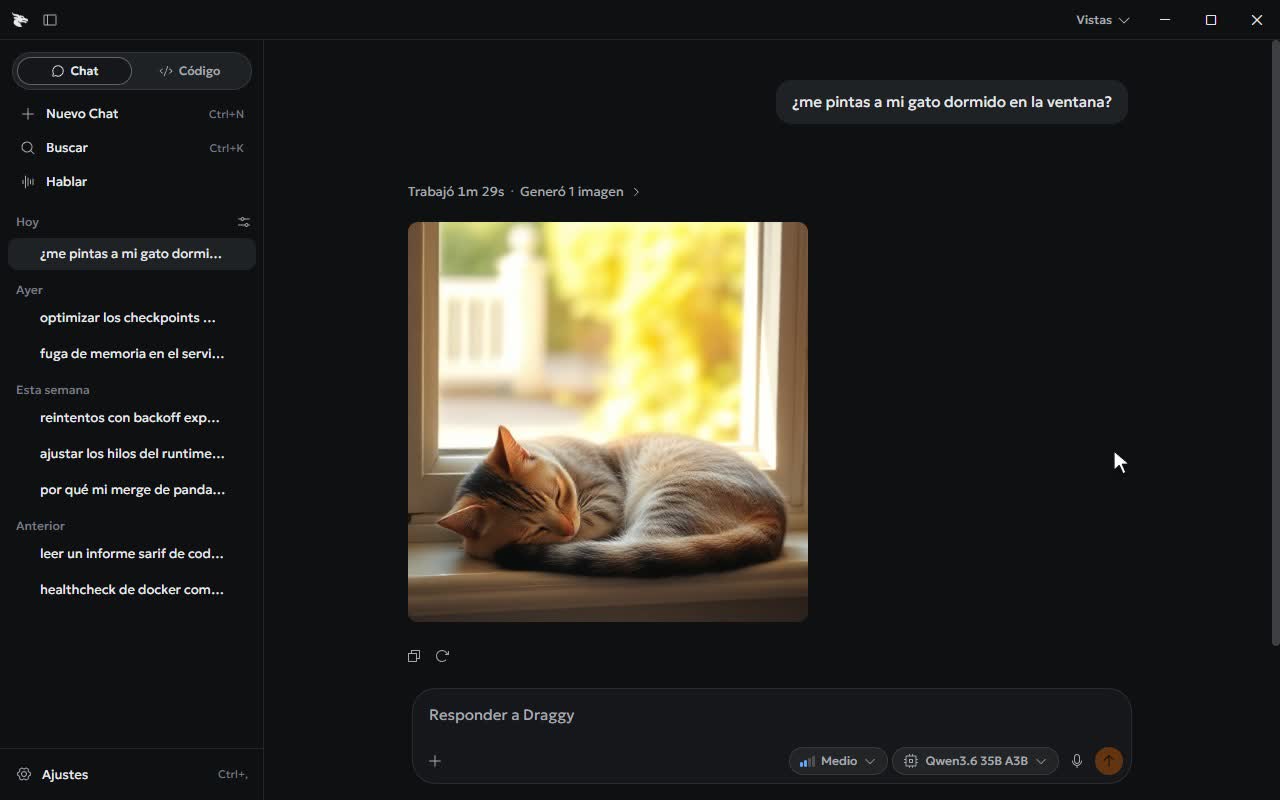 Vistas
Chat
Código
Nuevo Chat Ctrl+N
Buscar Ctrl+K
Hablar
Hoy
¿me pintas a mi gato dormi...
Ayer
optimizar los checkpoints ...
fuga de memoria en el servi...
Esta semana
reintentos con backoff exp...
ajustar los hilos del runtime...
por qué mi merge de panda...
Anterior
leer un informe sarif de cod...
healthcheck de docker com...
Ajustes Ctrl+,
¿me pintas a mi gato dormido en la ventana?
Trabajó 1m 29s · Generó 1 imagen
Responder a Draggy
Medio
Qwen3.6 35B A3B